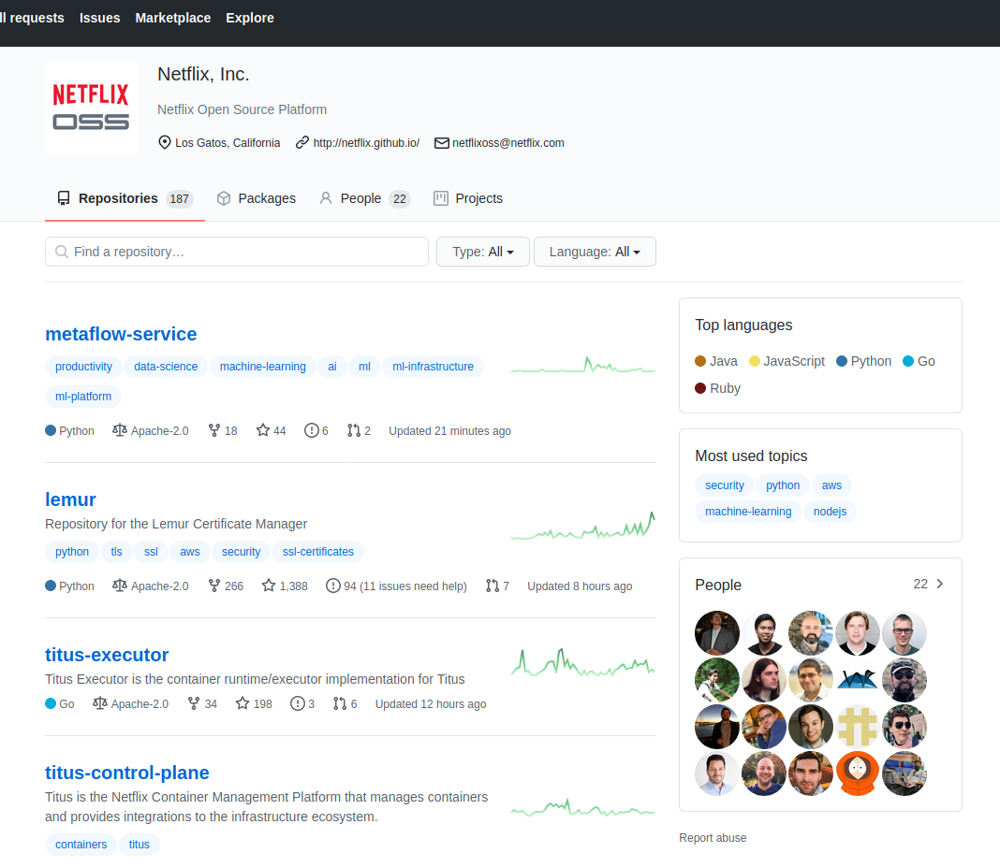 ll requests Issues Marketplace Explore
NETFLIX
OSS
Netflix, Inc.
Netflix Open Source Platform
Los Gatos, California http://netflix.github.io/ netflixoss@netflix.com
Repositories 187 Packages People 22 Projects
Find a repository… Type: All Language: All
metaflow-service
productivity data-science machine-learning ai ml ml-infrastructure
ml-platform
Python Apache-2.0 18 44 6 2 Updated 21 minutes ago
lemur
Repository for the Lemur Certificate Manager
python tls ssl aws security ssl-certificates
Python Apache-2.0 266 1,388 94 (11 issues need help) 7 Updated 8 hours ago
titus-executor
Titus Executor is the container runtime/executor implementation for Titus
Go Apache-2.0 34 198 3 6 Updated 12 hours ago
titus-control-plane
Titus is the Netflix Container Management Platform that manages containers
and provides integrations to the infrastructure ecosystem.
containers titus
Top languages
Java JavaScript Python Go
Ruby
Most used topics
security python aws
machine-learning nodejs
People 22
Report abuse